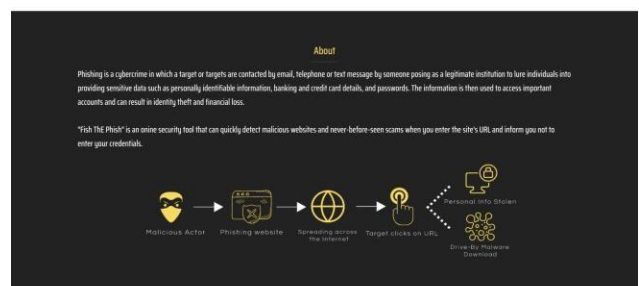 About
Phishing is a cybercrime in which a target or targets are contacted by email, telephone or text message by someone posing as a legitimate institution to lure individuals into
providing sensitive data such as personally identifiable information, banking and credit card details, and passwords. The information is then used to access important
accounts and can result in identity theft and financial loss.
"Fish ThE Phish" is an onine security tool that can quickly detect malicious websites and never-before-seen scams when you enter the site's URL and inform you not to
enter your credentials.
Malicious Actor
Phishing website
Spreading across
the Internet
Target clicks on URL
Personal Info Stolen
Drive-By Malware
Download